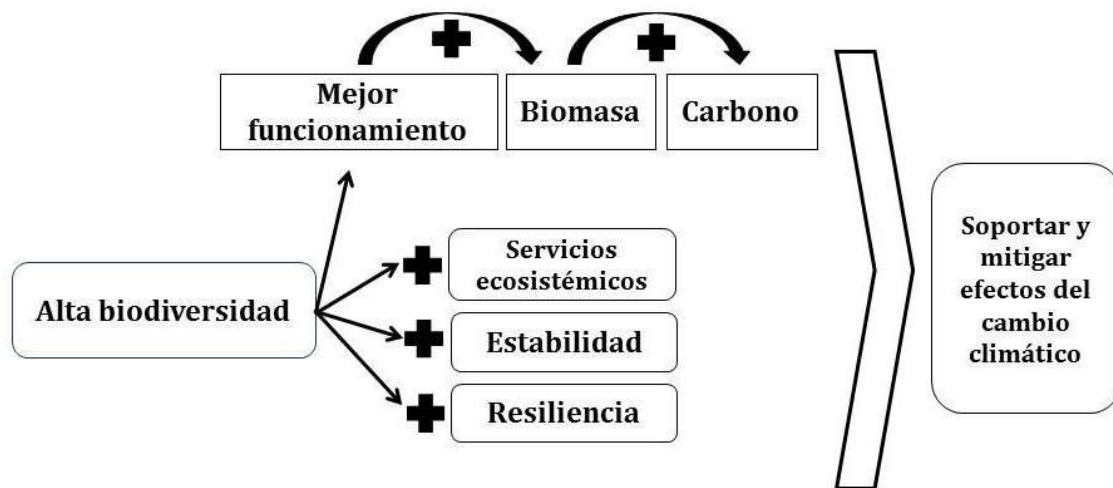 Mejor
funcionamiento
Biomasa
Carbono
Alta biodiversidad
Servicios
ecosistémicos
Estabilidad
Resiliencia
Soportar y
mitigar
efectos del
cambio
climático